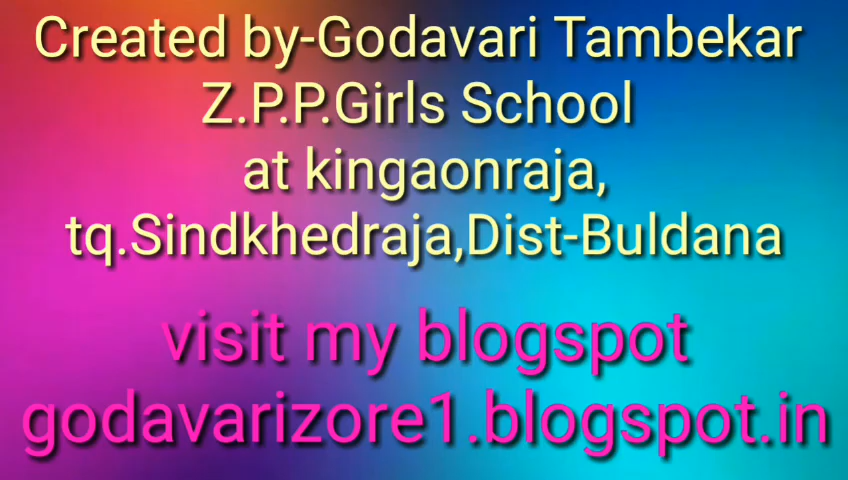 Created by-Godavari Tambekar
Z.P.P.Girls School
at kingaonraja,
tq.Sindkhedraja,Dist-Buldana
visit my blogspot
godavarizore1.blogspot.in